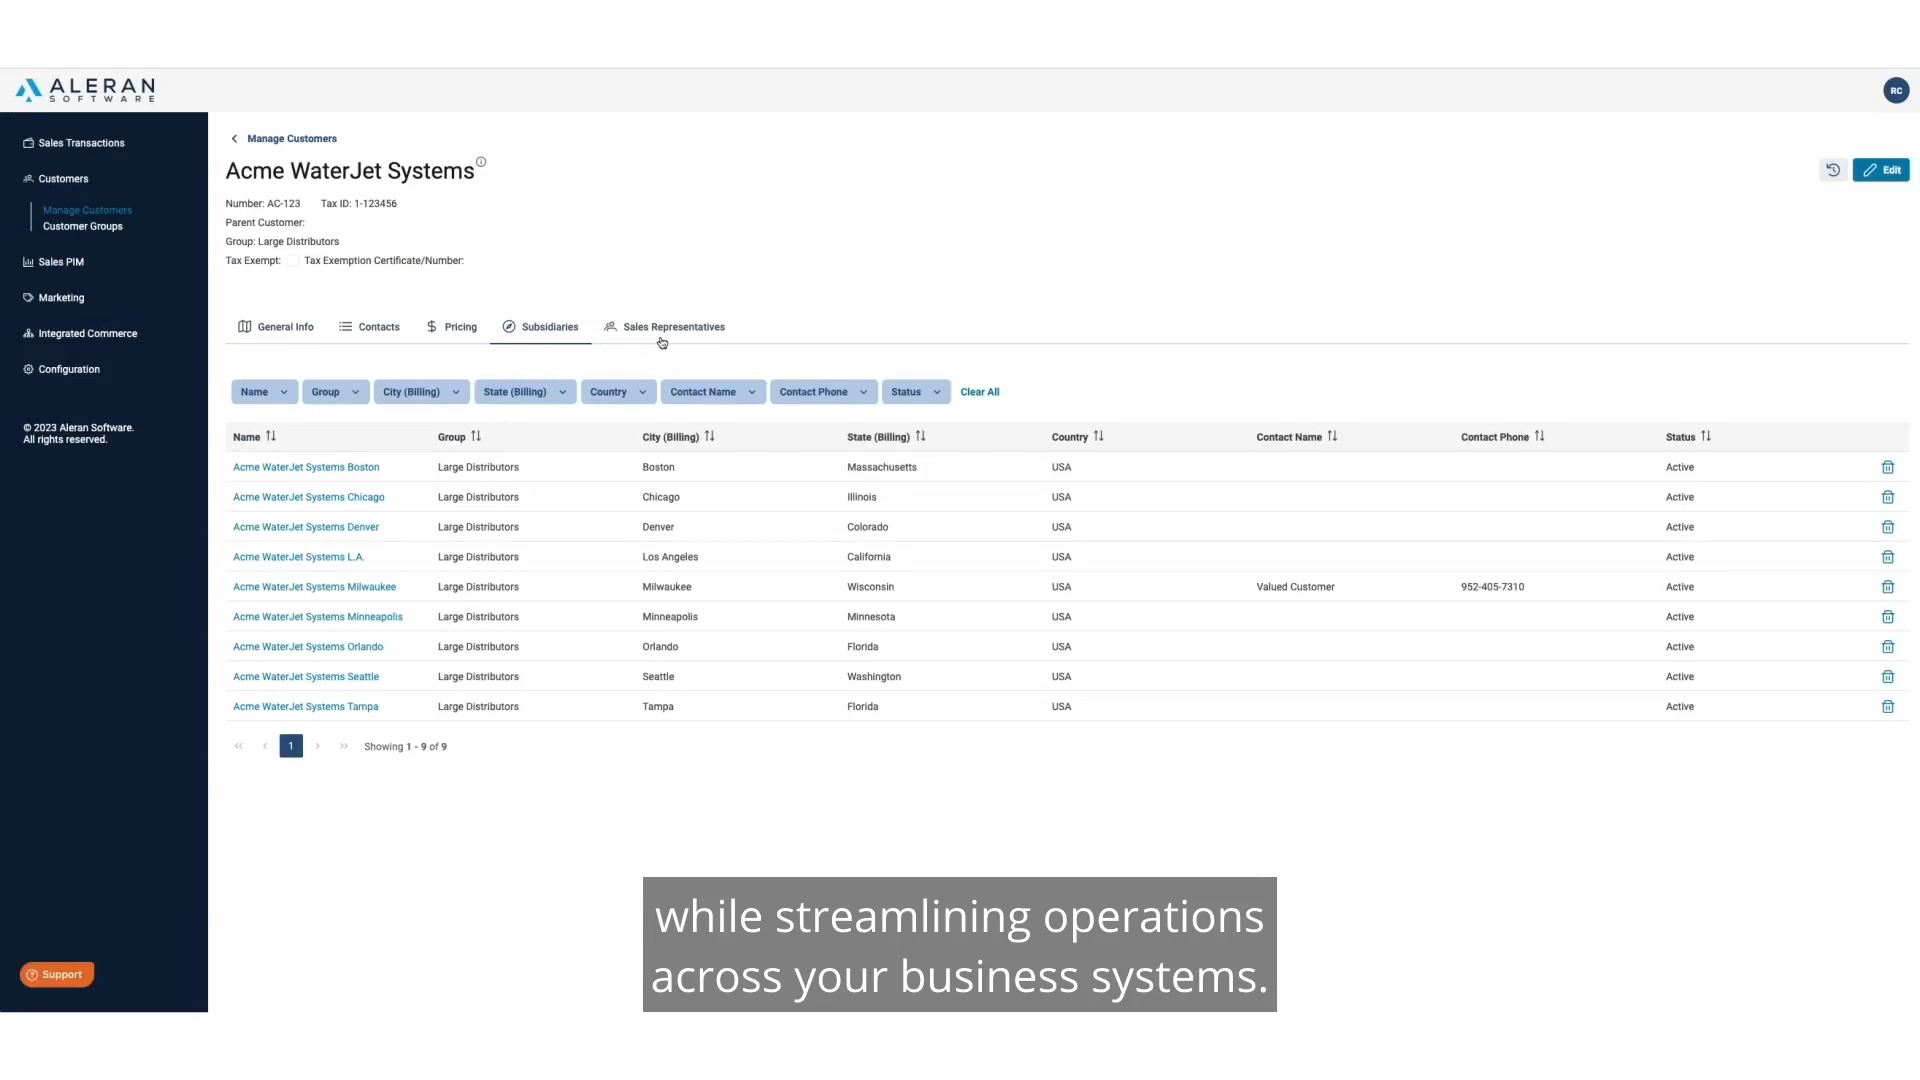 ALERAN
SOFTWARE
RC
Sales Transactions
Customers
Manage Customers
Customer Groups
Sales PIM
Marketing
Integrated Commerce
Configuration
© 2023 Aleran Software.
All rights reserved.
Support
Manage Customers
Acme WaterJet Systems
Edit
Number: AC-123 Tax ID: 1-123456
Parent Customer:
Group: Large Distributors
Tax Exempt: Tax Exemption Certificate/Number:
General Info Contacts Pricing Subsidiaries Sales Representatives
Name Group City (Billing) State (Billing) Country Contact Name Contact Phone Status Clear All
Name Group City (Billing) State (Billing) Country Contact Name Contact Phone Status
Acme WaterJet Systems Boston Large Distributors Boston Massachusetts USA Active
Acme WaterJet Systems Chicago Large Distributors Chicago Illinois USA Active
Acme WaterJet Systems Denver Large Distributors Denver Colorado USA Active
Acme WaterJet Systems L.A. Large Distributors Los Angeles California USA Active
Acme WaterJet Systems Milwaukee Large Distributors Milwaukee Wisconsin USA Valued Customer 952-405-7310 Active
Acme WaterJet Systems Minneapolis Large Distributors Minneapolis Minnesota USA Active
Acme WaterJet Systems Orlando Large Distributors Orlando Florida USA Active
Acme WaterJet Systems Seattle Large Distributors Seattle Washington USA Active
Acme WaterJet Systems Tampa Large Distributors Tampa Florida USA Active
1 Showing 1 - 9 of 9
while streamlining operations
across your business systems.